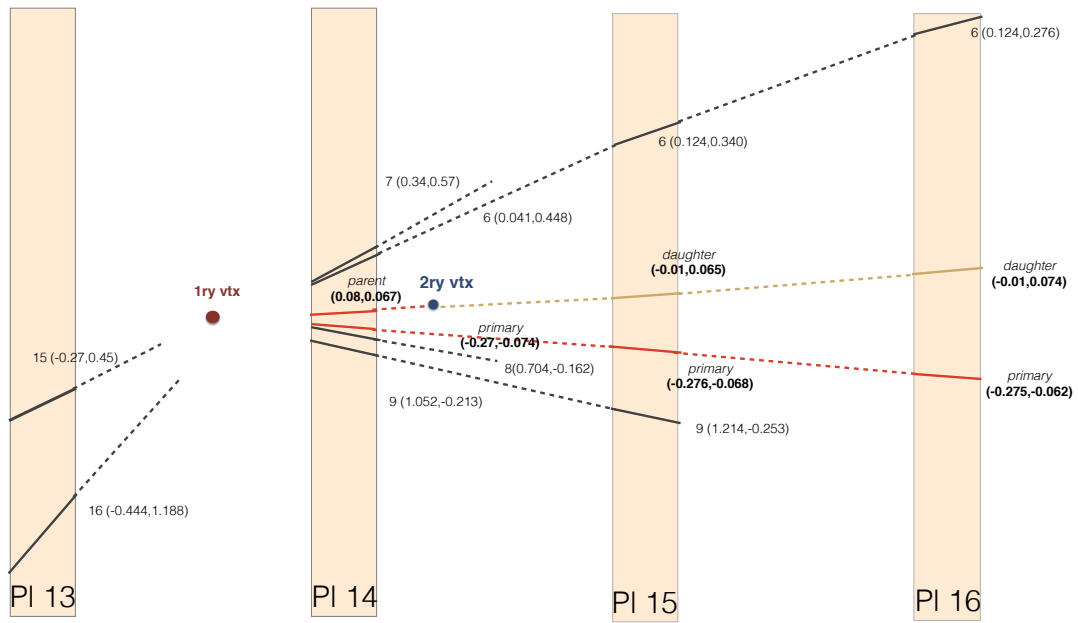 6 (0.124,0.276)
6 (0.124,0.340)
7 (0.34,0.57)
6 (0.041,0.448)
daughter
(-0.01,0.065)
daughter
(-0.01,0.074)
parent
(0.08,0.067)
2ry vtx
1ry vtx
primary
(-0.27,-0.074)
15 (-0.27,0.45)
8(0.704,-0.162)
primary
(-0.276,-0.068)
primary
(-0.275,-0.062)
9 (1.052,-0.213)
9 (1.214,-0.253)
16 (-0.444,1.188)
Pl 13
Pl 14
Pl 15
Pl 16